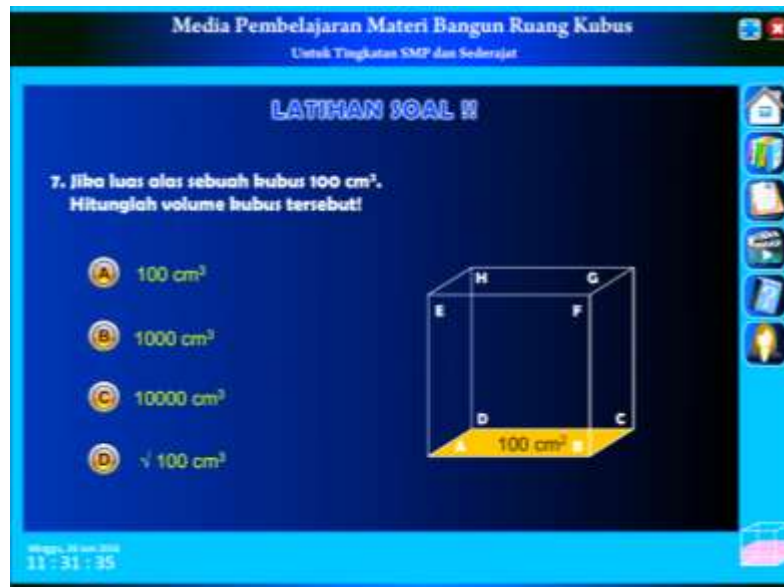 Media Pembelajaran Materi Bangun Ruang Kubus
Untuk Tingkatan SMP dan Sederajat
LATIHAN SOAL !!
7. Jika luas alas sebuah kubus 100 cm².
Hitunglah volume kubus tersebut!
A 100 cm³
B 1000 cm³
C 10000 cm³
D √ 100 cm³
H G
E F
D C
A 100 cm² B
11 : 31 : 35